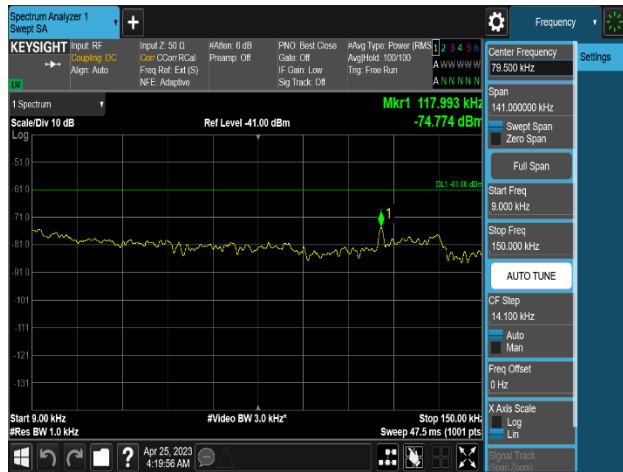 Spectrum Analyzer 1
Swept SA
Frequency
KEYSIGHT
Input: RF
Coupling: DC
Align: Auto
Input Z: 50 Ω
Corr CCorr RCal
Freq Ref: Ext (S)
NFE: Adaptive
#Atten: 6 dB
Preamp: Off
PNO: Best Close
Gate: Off
IF Gain: Low
Sig Track: Off
#Avg Type: Power (RMS
Avg|Hold: 100/100
Trig: Free Run
1 2 3 4 5 6
A W W W W W
A N N N N N
LXI
1 Spectrum
Scale/Div 10 dB
Log
Ref Level -41.00 dBm
Mkr1 117.993 kHz
-74.774 dBm
-51.0
-61.0
-71.0
-81.0
-91.0
-101
-111
-121
-131
DL1 -61.00 dBm
1
Start 9.00 kHz
#Res BW 1.0 kHz
#Video BW 3.0 kHz*
Stop 150.00 kHz
Sweep 47.5 ms (1001 pts
Apr 25, 2023
4:19:56 AM
Center Frequency
79.500 kHz
Span
141.000000 kHz
Swept Span
Zero Span
Full Span
Start Freq
9.000 kHz
Stop Freq
150.000 kHz
AUTO TUNE
CF Step
14.100 kHz
Auto
Man
Freq Offset
0 Hz
X Axis Scale
Log
Lin
Signal Track
(Span Zoom)
Settings